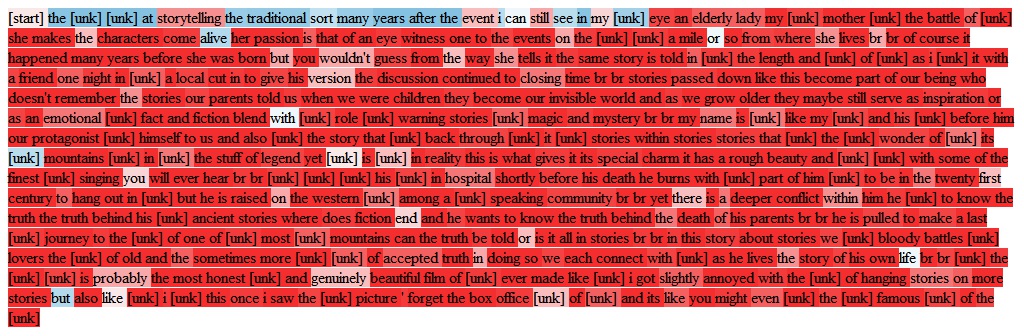 [start] the [unk] [unk] at storytelling the traditional sort many years after the event i can still see in my [unk] eye an elderly lady my [unk] mother [unk] the battle of [unk]
she makes the characters come alive her passion is that of an eye witness one to the events on the [unk] [unk] a mile or so from where she lives br br of course it
happened many years before she was born but you wouldn't guess from the way she tells it the same story is told in [unk] the length and [unk] of [unk] as i [unk] it with
a friend one night in [unk] a local cut in to give his version the discussion continued to closing time br br stories passed down like this become part of our being who
doesn't remember the stories our parents told us when we were children they become our invisible world and as we grow older they maybe still serve as inspiration or
as an emotional [unk] fact and fiction blend with [unk] role [unk] warning stories [unk] magic and mystery br br my name is [unk] like my [unk] and his [unk] before him
our protagonist [unk] himself to us and also [unk] the story that [unk] back through [unk] it [unk] stories within stories stories that [unk] the [unk] wonder of [unk] its
[unk] mountains [unk] in [unk] the stuff of legend yet [unk] is [unk] in reality this is what gives it its special charm it has a rough beauty and [unk] [unk] with some of the
finest [unk] singing you will ever hear br br [unk] [unk] [unk] his [unk] in hospital shortly before his death he burns with [unk] part of him [unk] to be in the twenty first
century to hang out in [unk] but he is raised on the western [unk] among a [unk] speaking community br br yet there is a deeper conflict within him he [unk] to know the
truth the truth behind his [unk] ancient stories where does fiction end and he wants to know the truth behind the death of his parents br br he is pulled to make a last
[unk] journey to the [unk] of one of [unk] most [unk] mountains can the truth be told or is it all in stories br br in this story about stories we [unk] bloody battles [unk]
lovers the [unk] of old and the sometimes more [unk] [unk] of accepted truth in doing so we each connect with [unk] as he lives the story of his own life br br [unk] the
[unk] [unk] is probably the most honest [unk] and genuinely beautiful film of [unk] ever made like [unk] i got slightly annoyed with the [unk] of hanging stories on more
stories but also like [unk] i [unk] this once i saw the [unk] picture ' forget the box office [unk] of [unk] and its like you might even [unk] the [unk] famous [unk] of the
[unk]